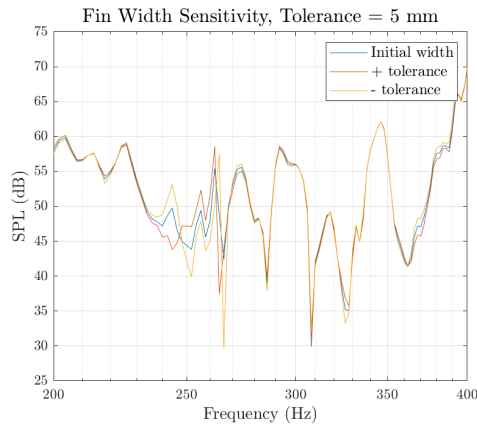 Fin Width Sensitivity, Tolerance = 5 mm
75
70
65
60
55
50
45
40
35
30
25
SPL (dB)
Initial width
+ tolerance
- tolerance
200
250
300
350
400
Frequency (Hz)